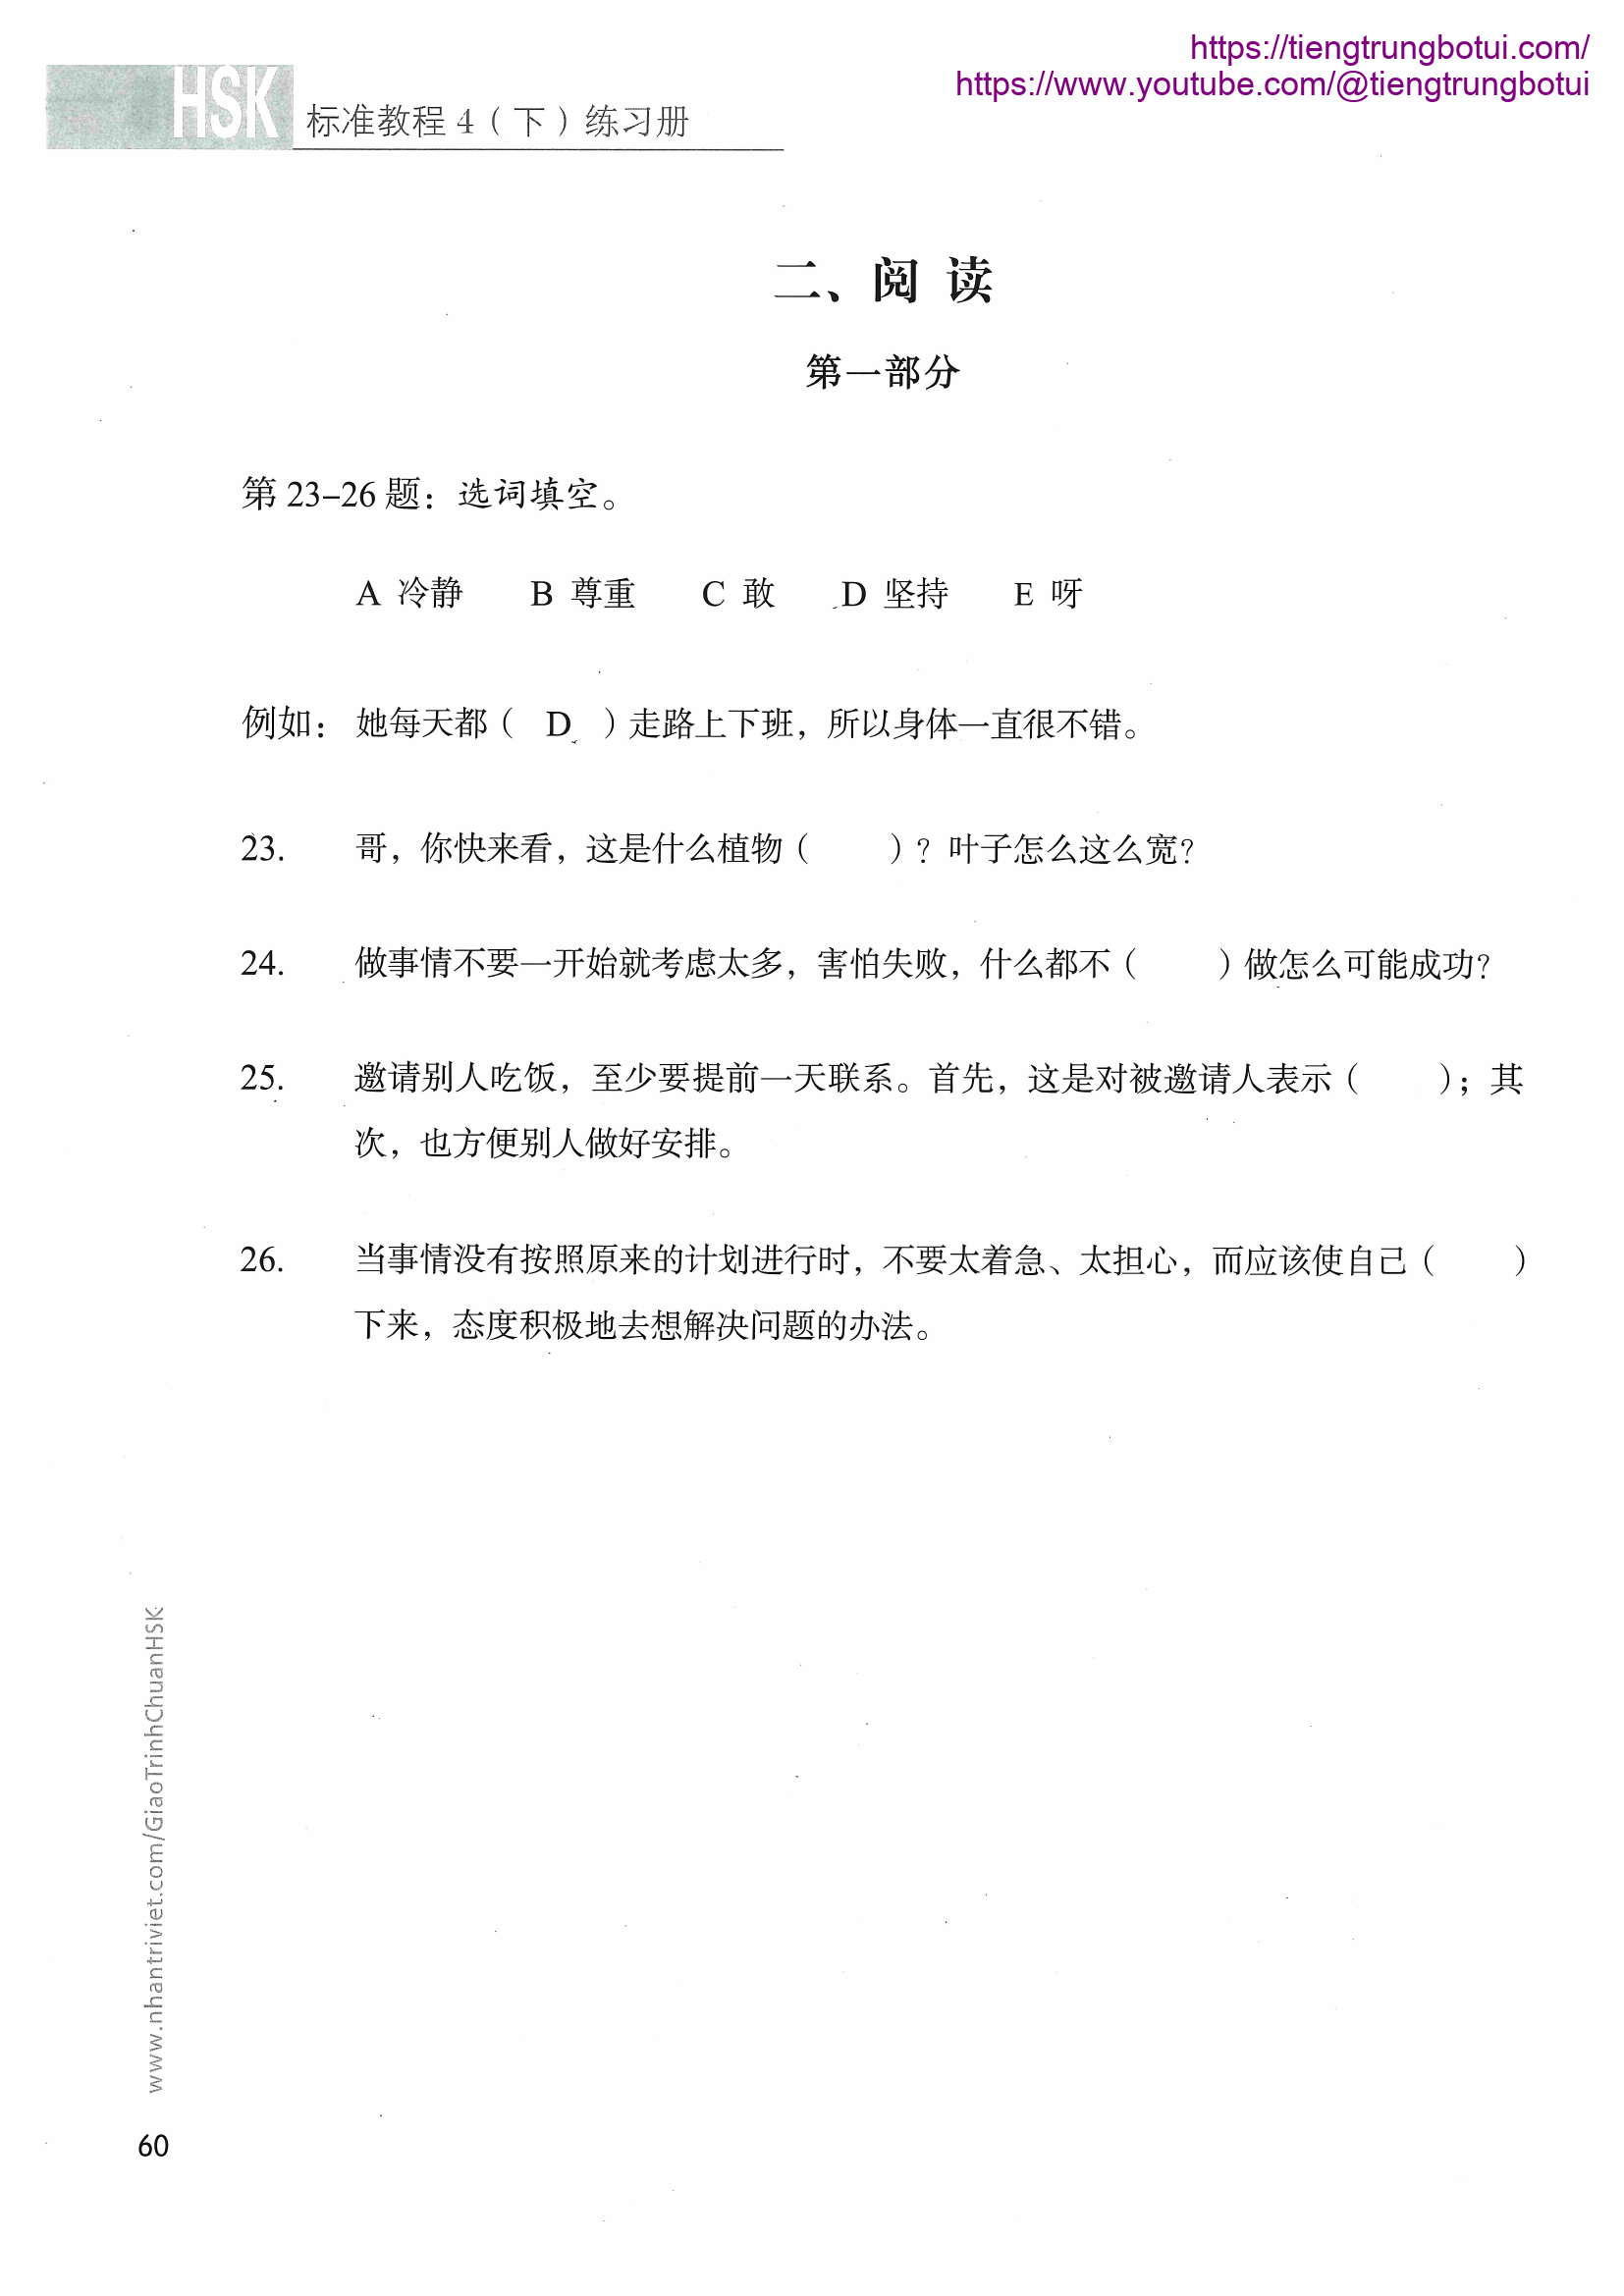 https://tiengtrungbotui.com/
https://www.youtube.com/@tiengtrungbotui
HSK 标准教程 4（下）练习册
二、阅 读
第一部分
第 23–26 题：选词填空。
A 冷静 B 尊重 C 敢 D 坚持 E 呀
例如： 她每天都（ D ）走路上下班，所以身体一直很不错。
23. 哥，你快来看，这是什么植物（ ）？叶子怎么这么宽？
24. 做事情不要一开始就考虑太多，害怕失败，什么都不（ ）做怎么可能成功？
25. 邀请别人吃饭，至少要提前一天联系。首先，这是对被邀请人表示（ ）；其
次，也方便别人做好安排。
26. 当事情没有按照原来的计划进行时，不要太着急、太担心，而应该使自己（ ）
下来，态度积极地去想解决问题的办法。
www.nhantriviet.com/GiaoTrinhChuanHSK
60